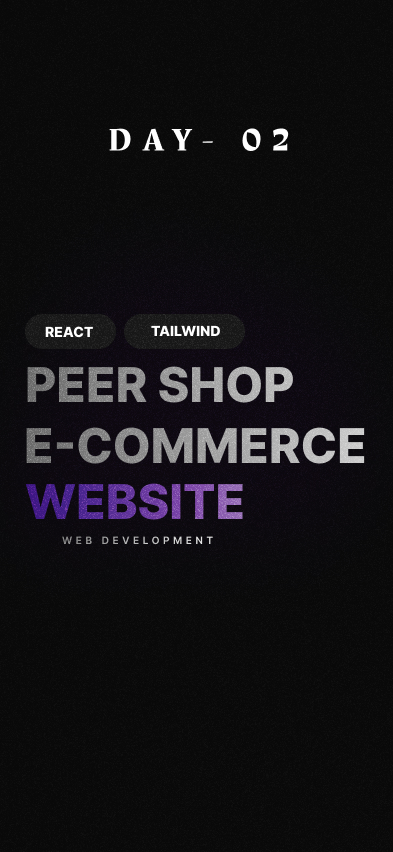 DAY- 02
REACT TAILWIND
PEER SHOP
E-COMMERCE
WEBSITE
WEB DEVELOPMENT